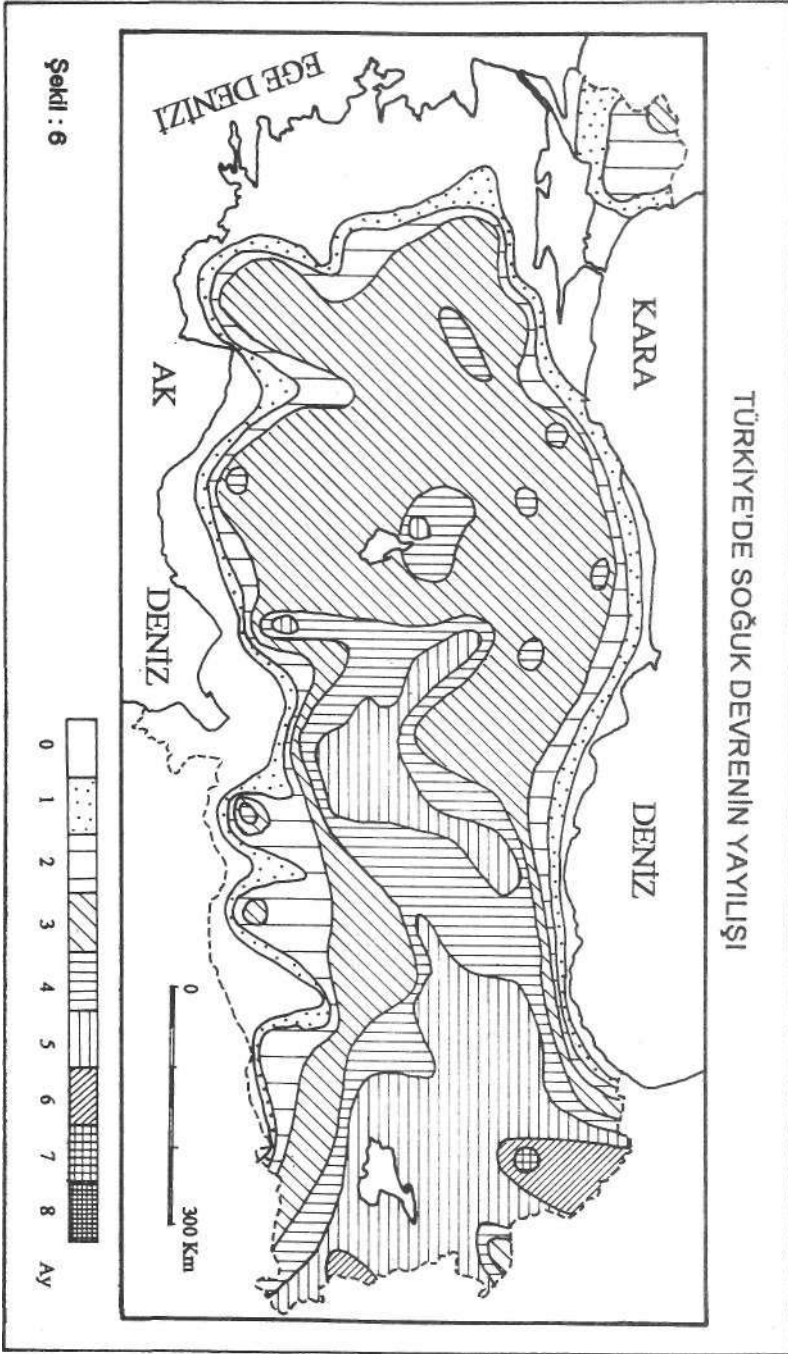 TÜRKİYE'DE SOĞUK DEVRENİN YAYILIŞI
KARA
DENİZ
EGE DENİZİ
AK
DENİZ
0
300 Km
0 1 2 3 4 5 6 7 8 Ay
Şekil : 6